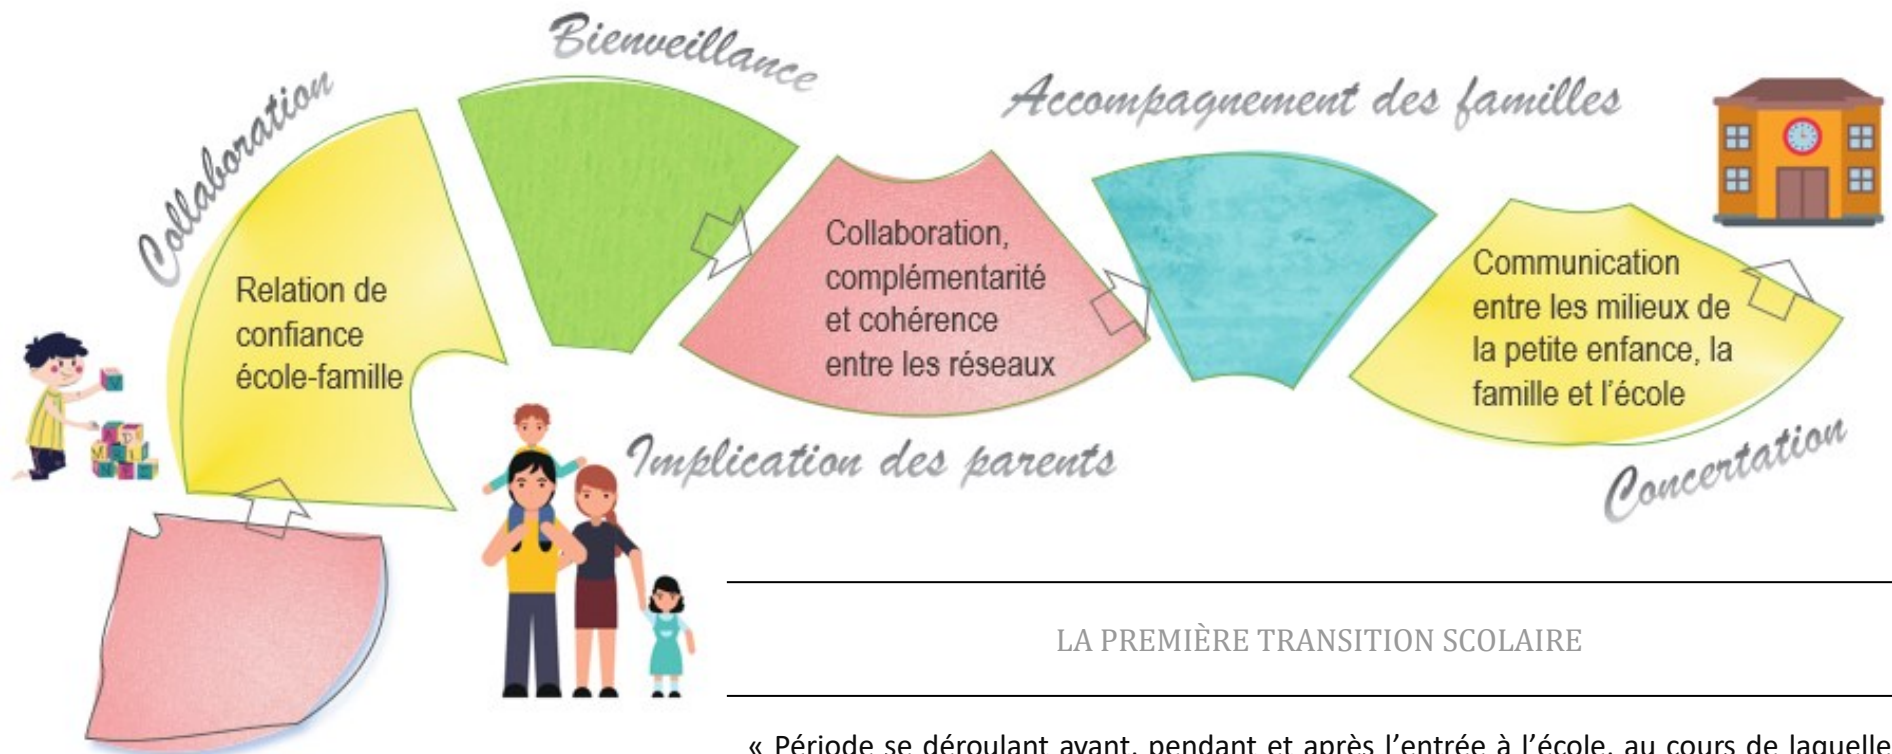 Bienveillance
Collaboration
Accompagnement des familles
Relation de
confiance
école-famille
Collaboration,
complémentarité
et cohérence
entre les réseaux
Communication
entre les milieux de
la petite enfance, la
famille et l'école
Implication des parents
Concertation
LA PREMIÈRE TRANSITION SCOLAIRE
« Période se déroulant avant, pendant et après l'entrée à l'école, au cours de laquelle